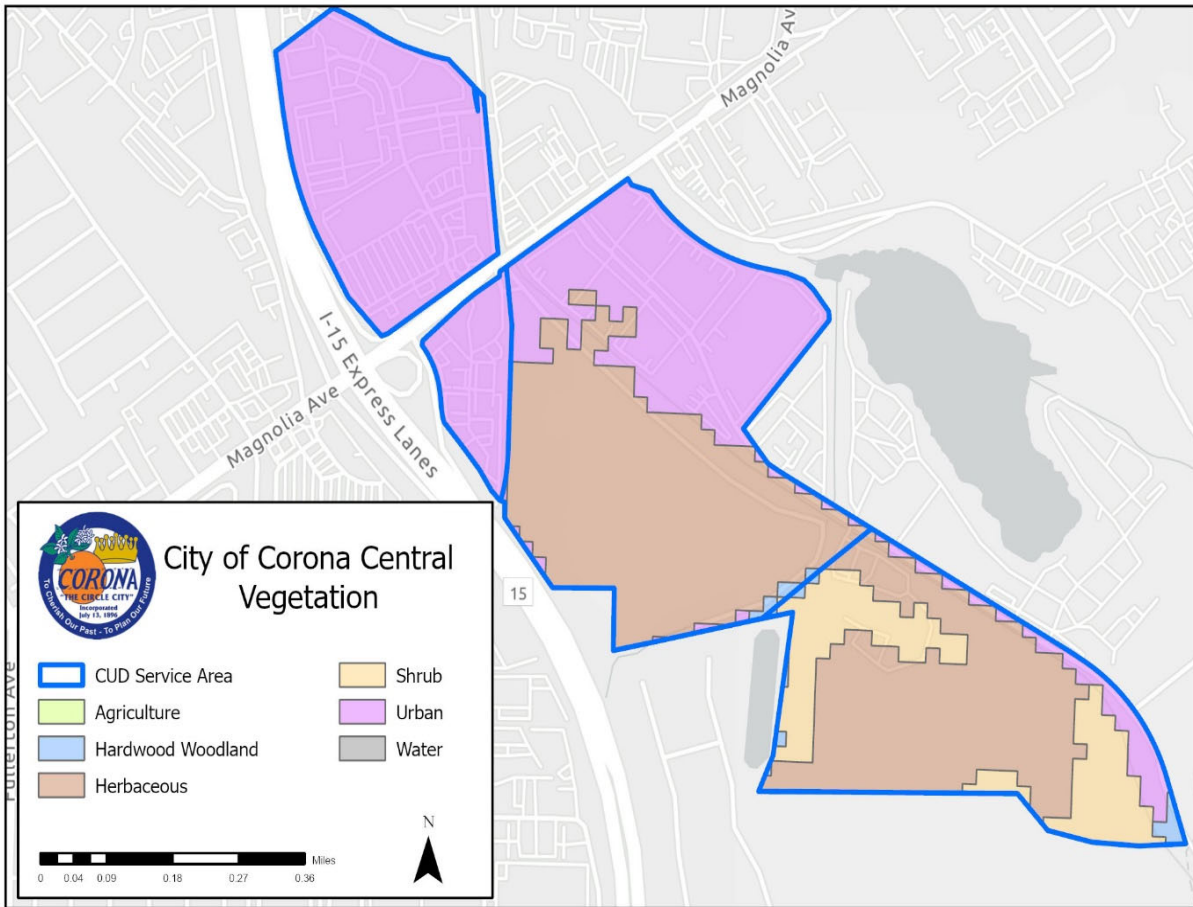 Magnolia Av
I-15 Express Lanes
Magnolia Ave
15
Fullerton Ave
CORONA
"THE CIRCLE CITY"
Incorporated
July 13, 1896
To Cherish Our Past - To Plan Our Future
City of Corona Central
Vegetation
CUD Service Area
Agriculture
Hardwood Woodland
Herbaceous
Shrub
Urban
Water
N
Miles
0 0.04 0.09 0.18 0.27 0.36